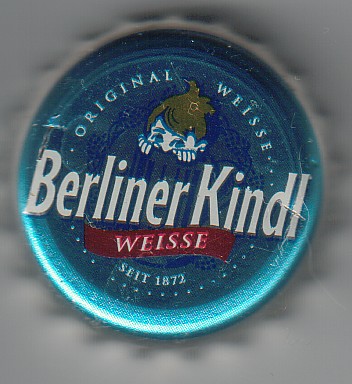 ORIGINAL WEISSE
Berliner Kindl
WEISSE
SEIT 1872